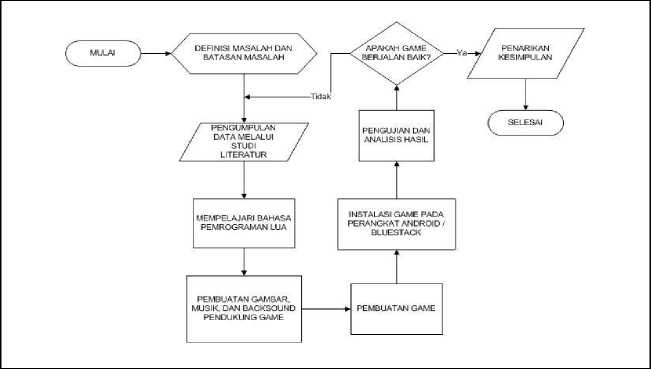 MULAI
DEFINISI MASALAH DAN
BATASAN MASALAH
APAKAH GAME
BERJALAN BAIK?
Ya
PENARIKAN
KESIMPULAN
Tidak
SELESAI
PENGUMPULAN
DATA MELALUI
STUDI
LITERATUR
PENGUJIAN DAN
ANALISIS HASIL
MEMPELAJARI BAHASA
PEMROGRAMAN LUA
INSTALASI GAME PADA
PERANGKAT ANDROID /
BLUESTACK
PEMBUATAN GAMBAR,
MUSIK, DAN BACKSOUND
PENDUKUNG GAME
PEMBUATAN GAME